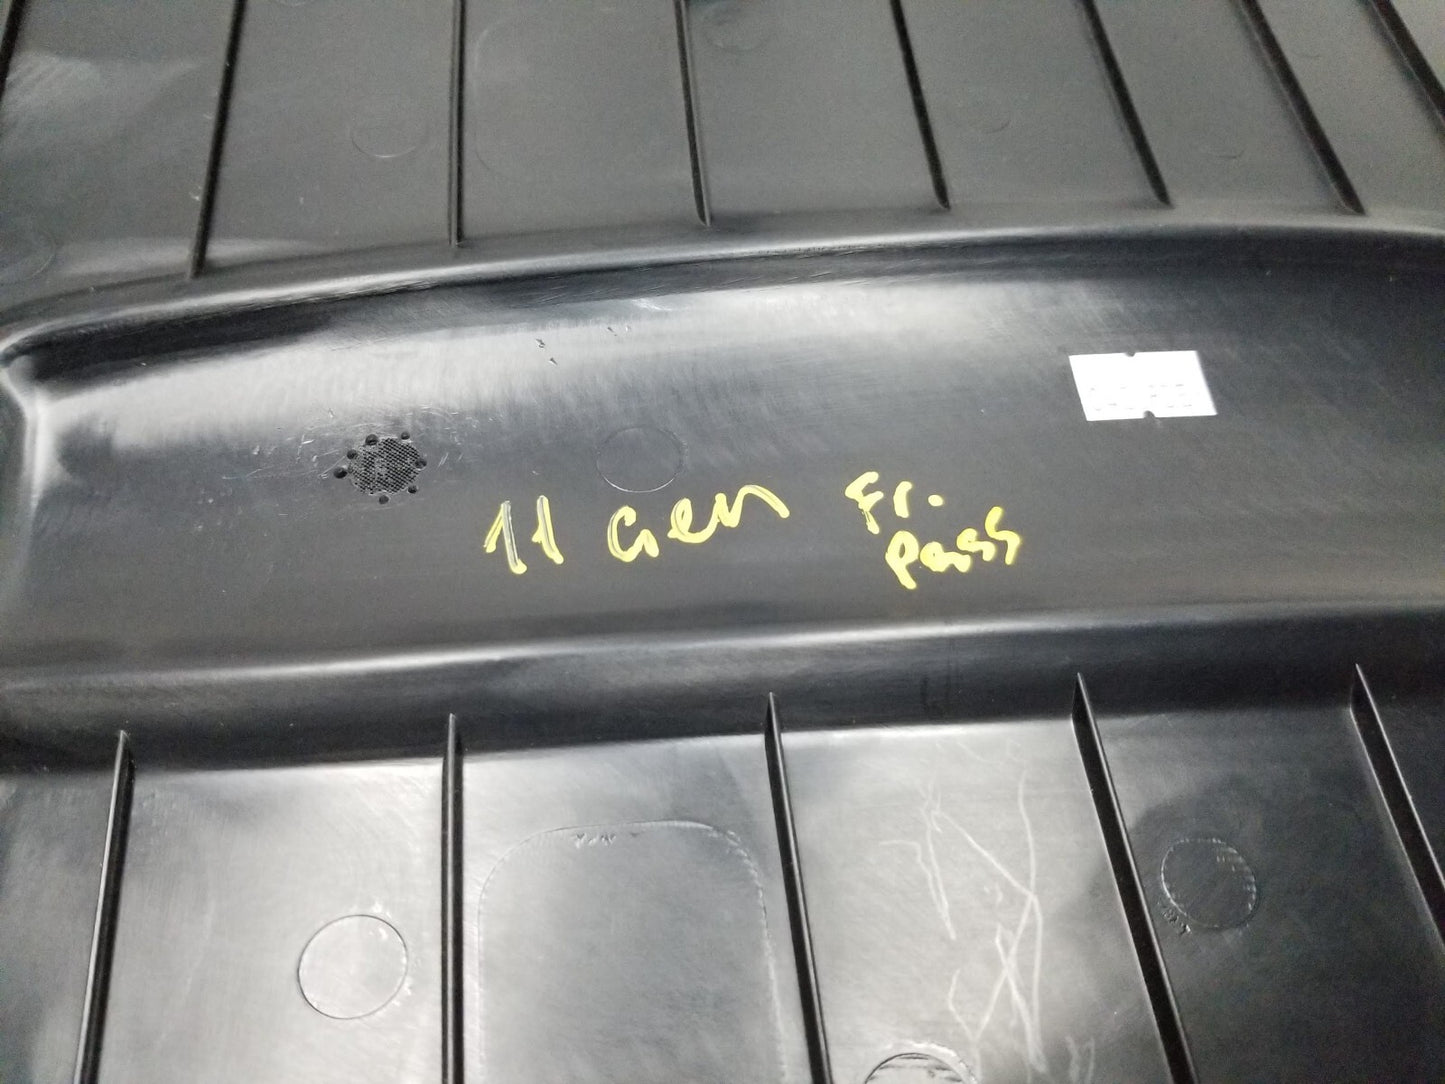 11 Gen Fr.
Pass